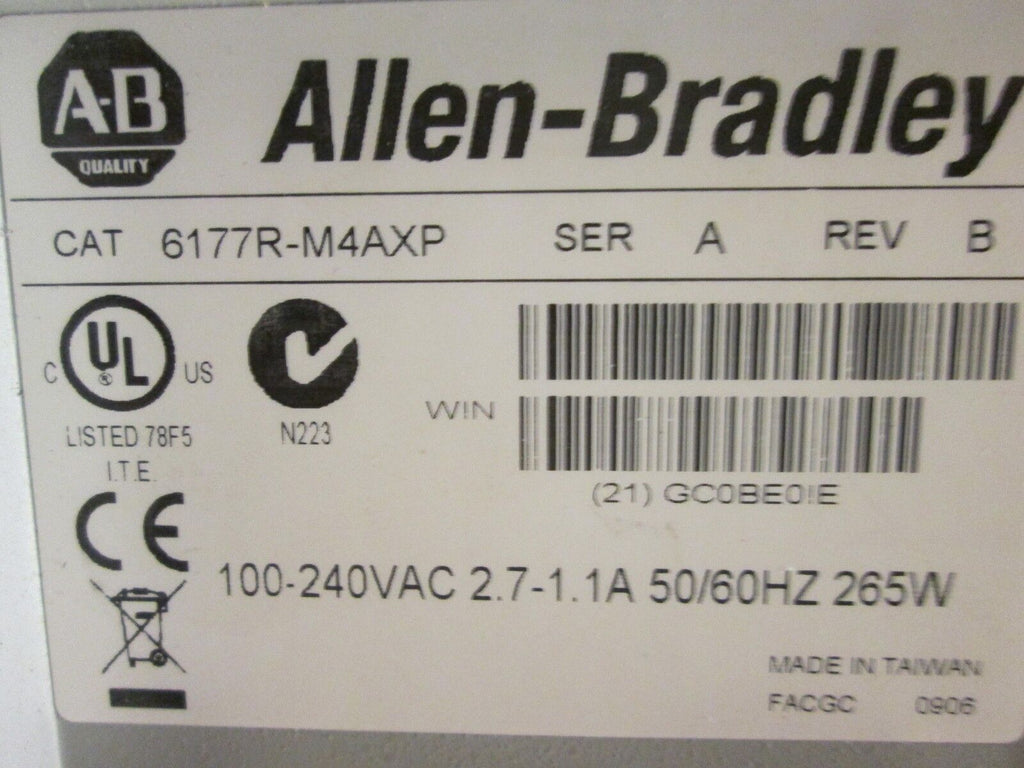 A-B
QUALITY
Allen-Bradley
CAT 6177R-M4AXP SER A REV B
C UL ® US
LISTED 78F5
I.T.E.
N223
WIN
(21) GC0BE0!E
CE
100-240VAC 2.7-1.1A 50/60HZ 265W
MADE IN TAIWAN
FACGC 0906